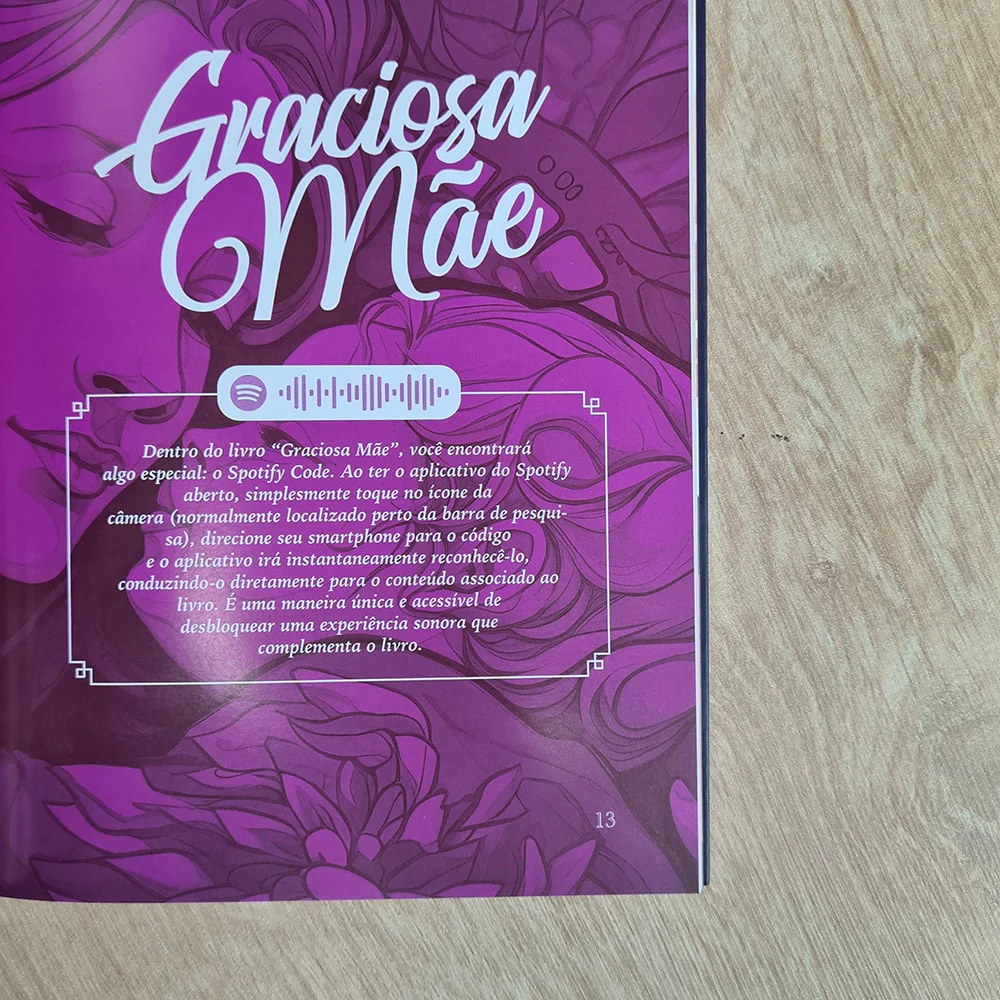 Graciosa
Mãe
Dentro do livro “Graciosa Mãe”, você encontrará
algo especial: o Spotify Code. Ao ter o aplicativo do Spotify
aberto, simplesmente toque no ícone da
câmera (normalmente localizado perto da barra de pesqui-
sa), direcione seu smartphone para o código
e o aplicativo irá instantaneamente reconhecê-lo,
conduzindo-o diretamente para o conteúdo associado ao
livro. É uma maneira única e acessível de
desbloquear uma experiência sonora que
complementa o livro.
13